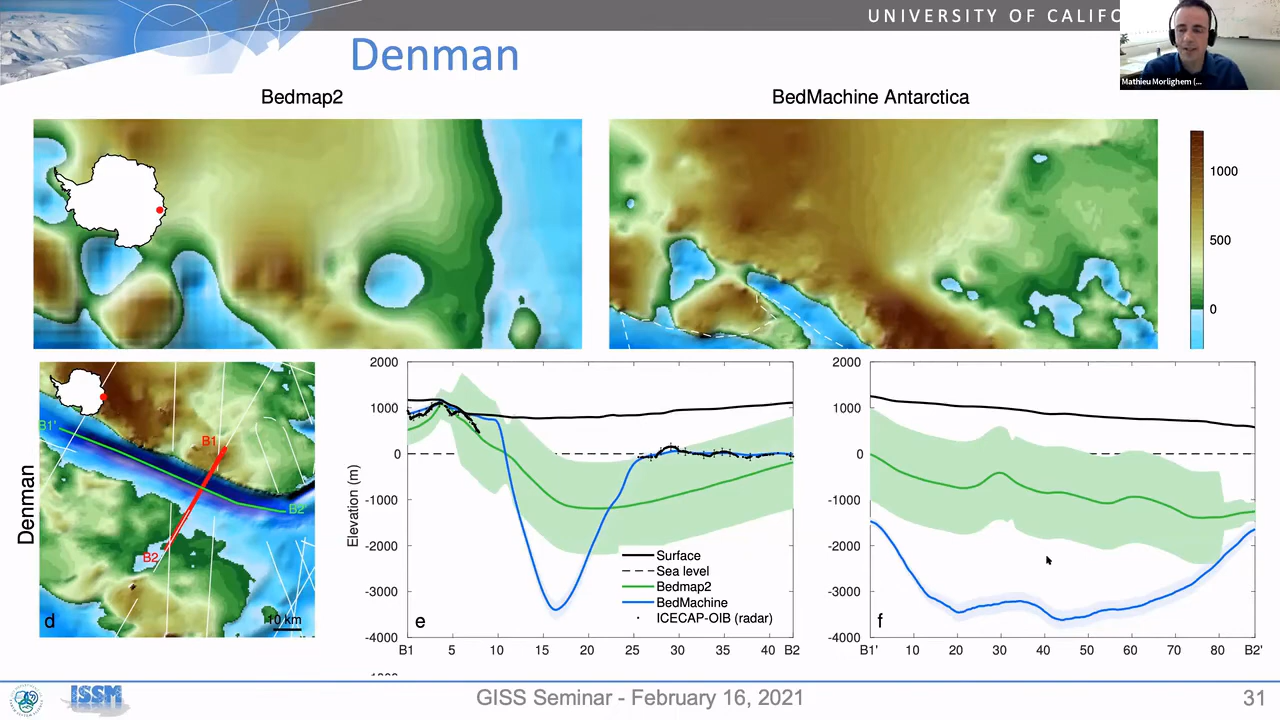 UNIVERSITY OF CALIFO
Denman
Mathieu Morlighem (...
Bedmap2
BedMachine Antarctica
1000
500
0
Denman
B1'
B1
B2'
B2
d
10 km
2000
1000
0
-1000
-2000
-3000
-4000
Elevation (m)
Surface
Sea level
Bedmap2
BedMachine
ICECAP-OIB (radar)
e
B1 5 10 15 20 25 30 35 40 B2
2000
1000
0
-1000
-2000
-3000
-4000
f
B1' 10 20 30 40 50 60 70 80 B2'
ISSM
GISS Seminar - February 16, 2021
31